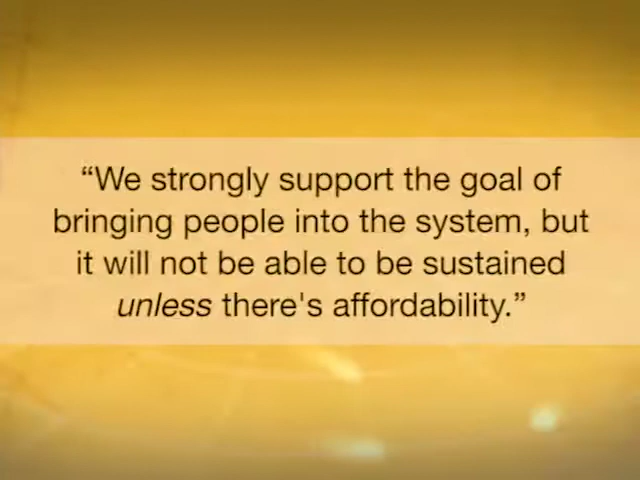 “We strongly support the goal of
bringing people into the system, but
it will not be able to be sustained
unless there's affordability.”